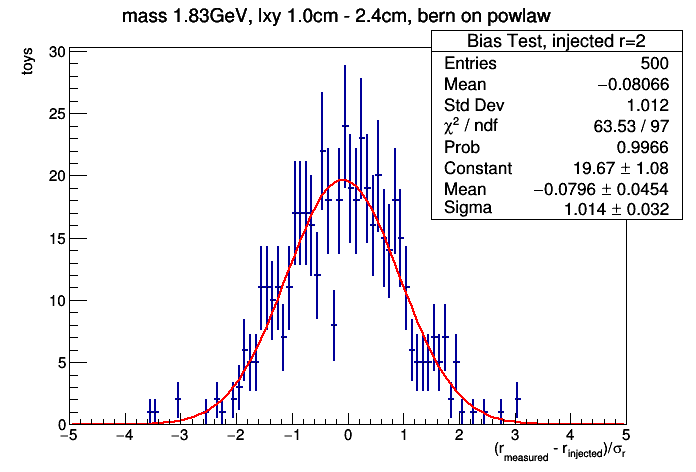 mass 1.83GeV, lxy 1.0cm - 2.4cm, bern on powlaw
Bias Test, injected r=2
Entries 500
Mean −0.08066
Std Dev 1.012
χ² / ndf 63.53 / 97
Prob 0.9966
Constant 19.67 ± 1.08
Mean −0.0796 ± 0.0454
Sigma 1.014 ± 0.032
toys
30
25
20
15
10
5
0
−5 −4 −3 −2 −1 0 1 2 3 4 5
(r_measured - r_injected)/σ_r